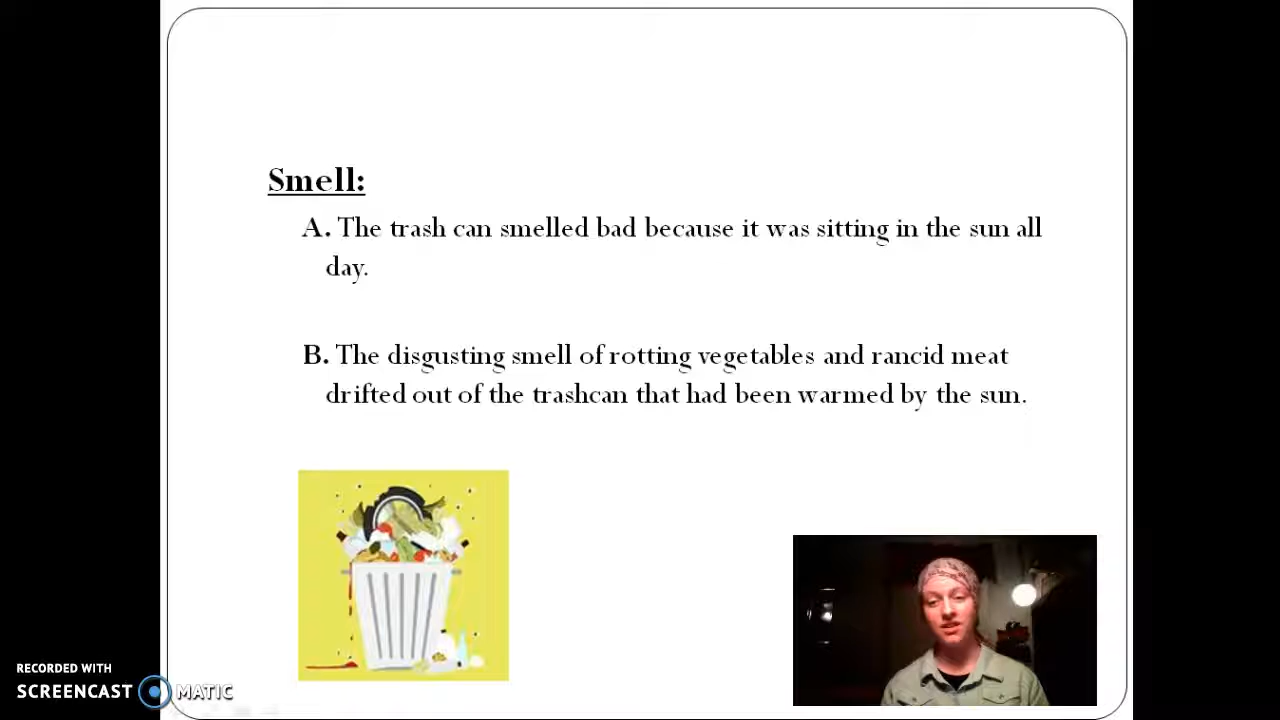 Smell:
A. The trash can smelled bad because it was sitting in the sun all
day.
B. The disgusting smell of rotting vegetables and rancid meat
drifted out of the trashcan that had been warmed by the sun.
RECORDED WITH
SCREENCAST MATIC